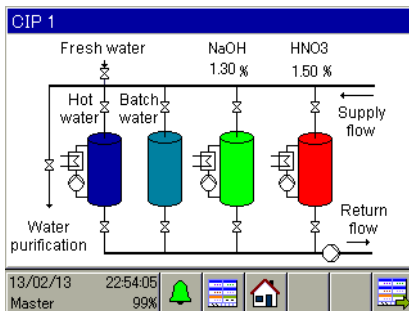 CIP 1
Fresh water
NaOH
1.30 %
HNO3
1.50 %
Hot
water
Batch
water
Supply
flow
Water
purification
Return
flow
13/02/13 22:54:05
Master 99%